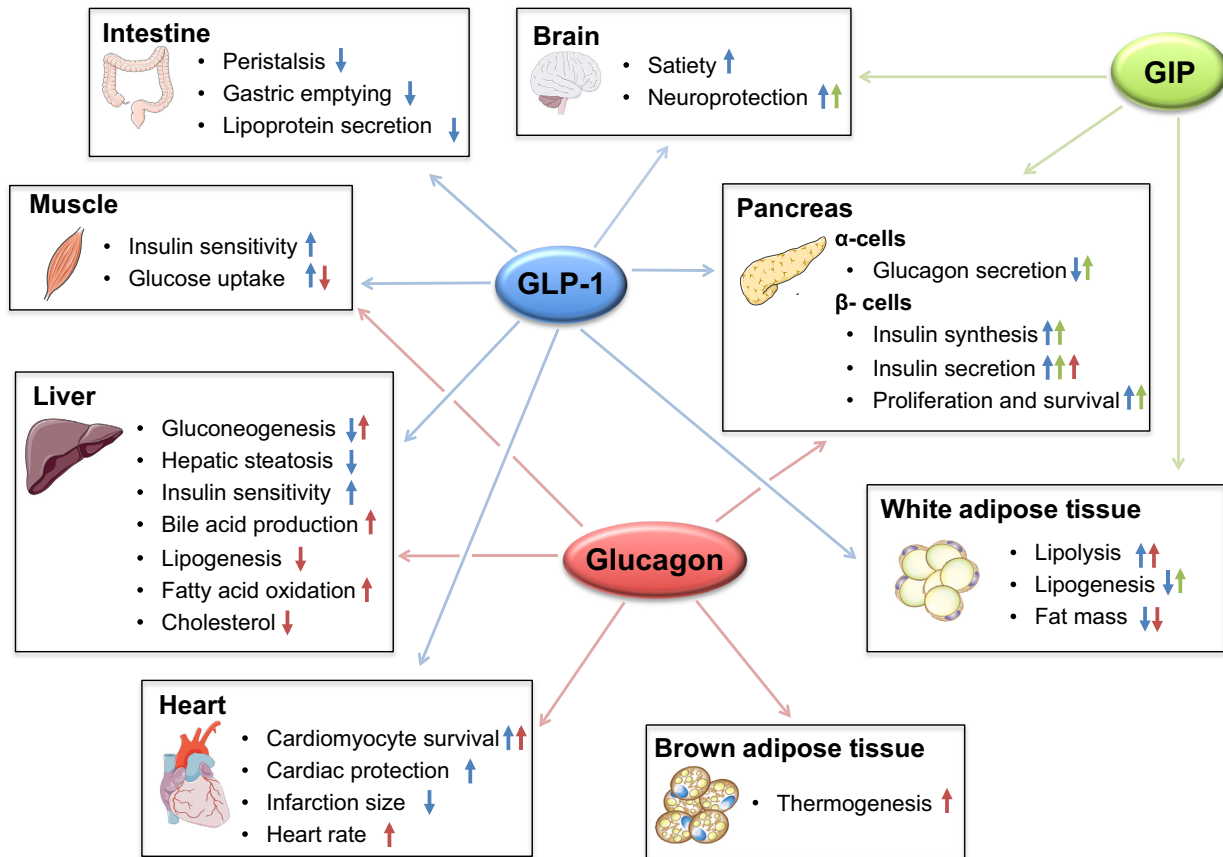 Intestine
• Peristalsis ↓
• Gastric emptying ↓
• Lipoprotein secretion ↓
Brain
• Satiety ↑
• Neuroprotection ↑↑
GIP
Muscle
• Insulin sensitivity ↑
• Glucose uptake ↑↓
GLP-1
Pancreas
α-cells
• Glucagon secretion ↓↑
β- cells
• Insulin synthesis ↑↑
• Insulin secretion ↑↑↑
• Proliferation and survival ↑↑
Liver
• Gluconeogenesis ↓↑
• Hepatic steatosis ↓
• Insulin sensitivity ↑
• Bile acid production ↑
• Lipogenesis ↓
• Fatty acid oxidation ↑
• Cholesterol ↓
Glucagon
White adipose tissue
• Lipolysis ↑↑
• Lipogenesis ↓↑
• Fat mass ↓↓
Heart
• Cardiomyocyte survival ↑↑
• Cardiac protection ↑
• Infarction size ↓
• Heart rate ↑
Brown adipose tissue
• Thermogenesis ↑